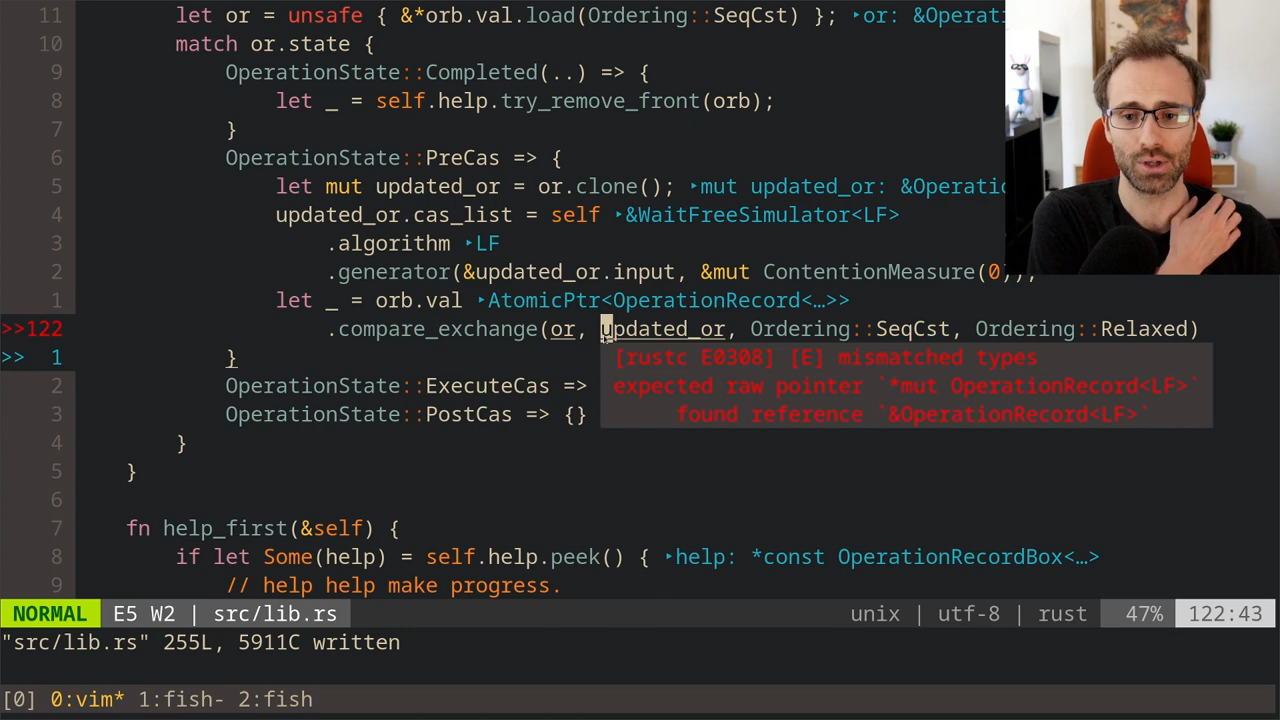 11 let or = unsafe { &*orb.val.load(Ordering::SeqCst) }; ‣or: &Operati
10 match or.state {
9 OperationState::Completed(..) => {
8 let _ = self.help.try_remove_front(orb);
7 }
6 OperationState::PreCas => {
5 let mut updated_or = or.clone(); ‣mut updated_or: &Operatio
4 updated_or.cas_list = self ‣&WaitFreeSimulator<LF>
3 .algorithm ‣LF
2 .generator(&updated_or.input, &mut ContentionMeasure(0));
1 let _ = orb.val ‣AtomicPtr<OperationRecord<…>>
>>122 .compare_exchange(or, updated_or, Ordering::SeqCst, Ordering::Relaxed)
>> 1 }
[rustc E0308] [E] mismatched types
2 OperationState::ExecuteCas =>
expected raw pointer `*mut OperationRecord<LF>`
3 OperationState::PostCas => {}
found reference `&OperationRecord<LF>`
4 }
5 }
6
7 fn help_first(&self) {
8 if let Some(help) = self.help.peek() { ‣help: *const OperationRecordBox<…>
9 // help help make progress.
NORMAL E5 W2 | src/lib.rs unix | utf-8 | rust 47% 122:43
"src/lib.rs" 255L, 5911C written
[0] 0:vim* 1:fish- 2:fish